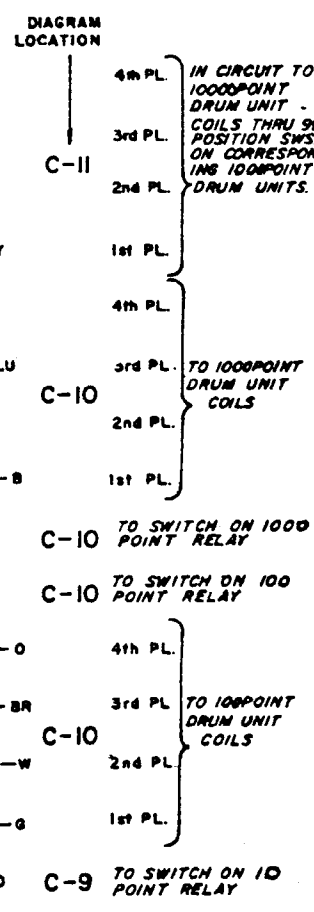 DIAGRAM
LOCATION
4th PL.
IN CIRCUIT TO
10000POINT
DRUM UNIT
3rd PL.
COILS THRU
POSITION SWS
ON
C-11
2nd PL.
1000POINT
DRUM UNITS.
1st PL.
4th PL.
LU
3rd PL.
TO 1000POINT
DRUM UNIT
COILS
C-10
2nd PL.
-B
1st PL.
C-10 TO SWITCH ON 1000
POINT RELAY
C-10 TO SWITCH ON 100
POINT RELAY
-O
4th PL.
-BR
3rd PL
TO 100POINT
DRUM UNIT
COILS
C-10
-W
2nd PL
-G
1st PL.
C-9 TO SWITCH ON 10
POINT RELAY